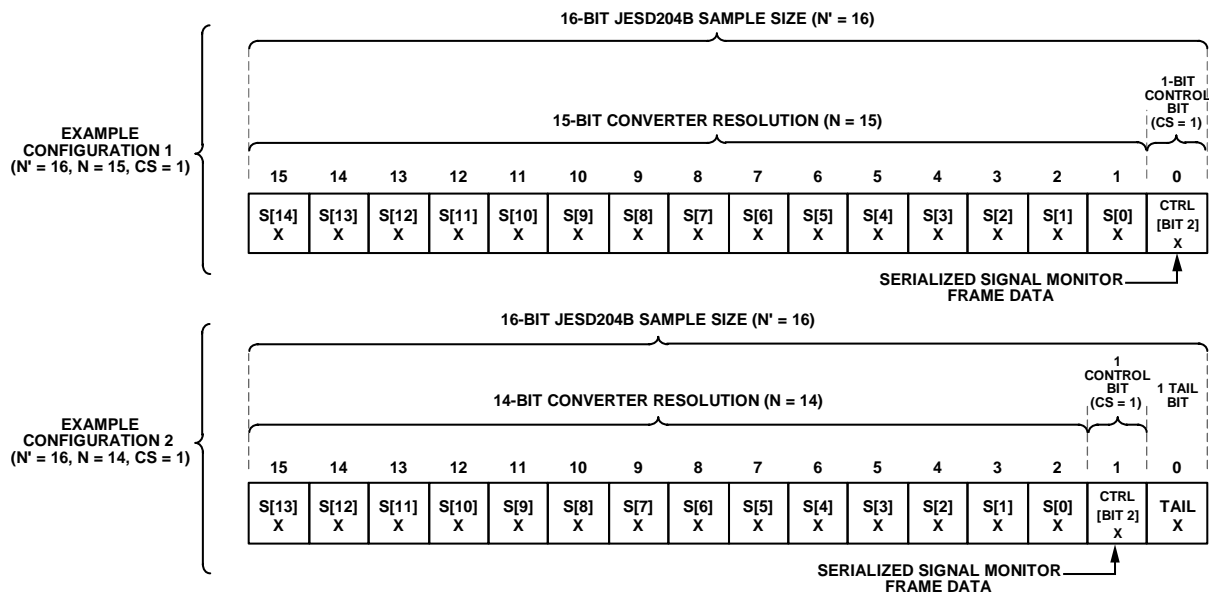 16-BIT JESD204B SAMPLE SIZE (N' = 16)
1-BIT
CONTROL
BIT
(CS = 1)
15-BIT CONVERTER RESOLUTION (N = 15)
EXAMPLE
CONFIGURATION 1
(N' = 16, N = 15, CS = 1)
15 14 13 12 11 10 9 8 7 6 5 4 3 2 1 0
S[14] S[13] S[12] S[11] S[10] S[9] S[8] S[7] S[6] S[5] S[4] S[3] S[2] S[1] S[0] CTRL
[BIT 2]
X X X X X X X X X X X X X X X X
SERIALIZED SIGNAL MONITOR
FRAME DATA
16-BIT JESD204B SAMPLE SIZE (N' = 16)
1
CONTROL
BIT
(CS = 1)
1 TAIL
BIT
14-BIT CONVERTER RESOLUTION (N = 14)
EXAMPLE
CONFIGURATION 2
(N' = 16, N = 14, CS = 1)
15 14 13 12 11 10 9 8 7 6 5 4 3 2 1 0
S[13] S[12] S[11] S[10] S[9] S[8] S[7] S[6] S[5] S[4] S[3] S[2] S[1] S[0] CTRL TAIL
[BIT 2]
X X X X X X X X X X X X X X X X
SERIALIZED SIGNAL MONITOR
FRAME DATA